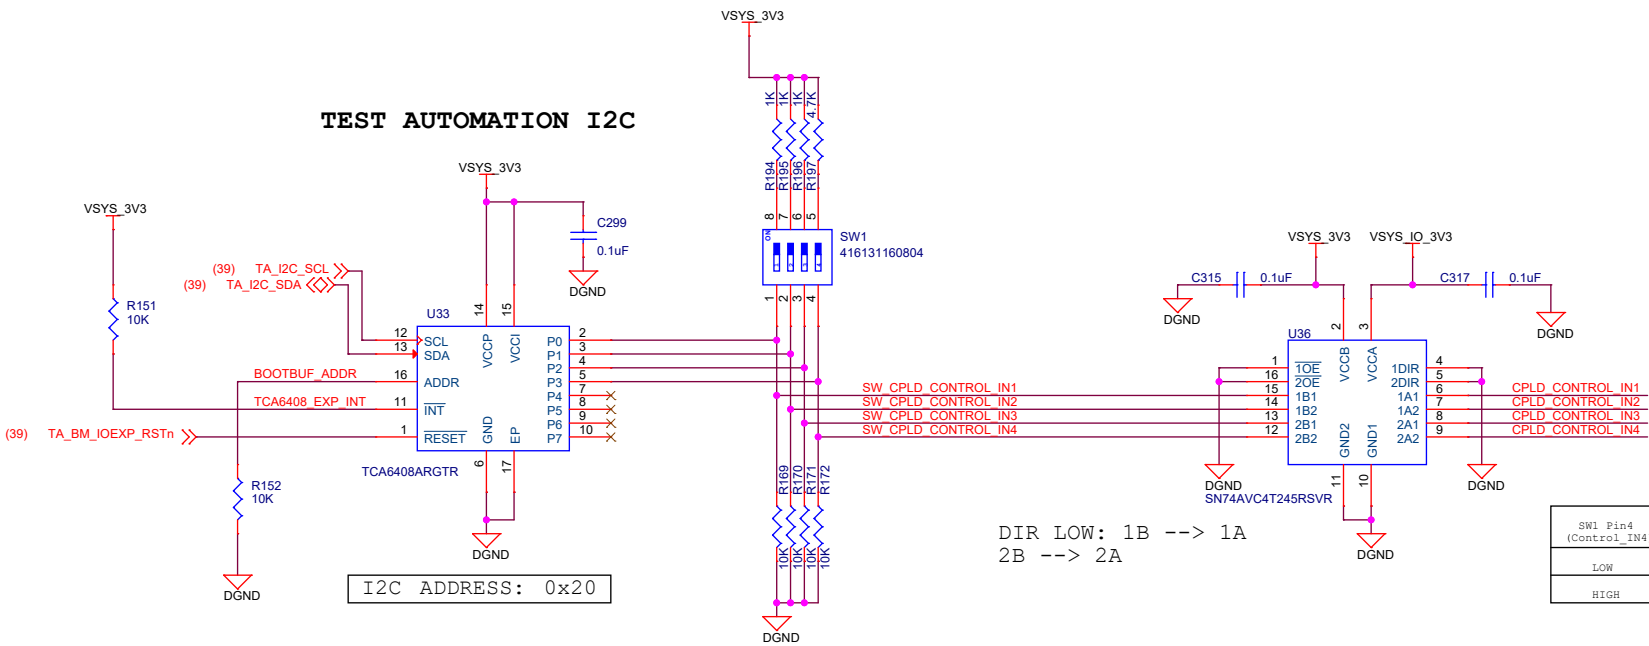 VSYS_3V3
TEST AUTOMATION I2C
1K
1K
1K
4.7K
R194
R195
R196
R197
VSYS_3V3
VSYS_3V3
C299
0.1uF
DGND
8
7
6
5
NO
1
2
3
4
SW1
416131160804
1
2
3
4
(39) TA_I2C_SCL
(39) TA_I2C_SDA
R151
10K
U33
14
15
12
13
16
11
1
SCL
SDA
ADDR
INT
RESET
VCCP
VCCI
GND
EP
P0
P1
P2
P3
P4
P5
P6
P7
2
3
4
5
7
8
9
10
6
17
BOOTBUF_ADDR
TCA6408_EXP_INT
(39) TA_BM_IOEXP_RSTn
TCA6408ARGTR
R152
10K
DGND
DGND
I2C ADDRESS: 0x20
R169
R170
R171
R172
10K
10K
10K
10K
DGND
SW_CPLD_CONTROL_IN1
SW_CPLD_CONTROL_IN2
SW_CPLD_CONTROL_IN3
SW_CPLD_CONTROL_IN4
VSYS_3V3
VSYS_IO_3V3
C315
0.1uF
C317
0.1uF
DGND
DGND
U36
2
3
1
16
15
14
13
12
1OE
2OE
1B1
1B2
2B1
2B2
VCCB
VCCA
GND2
GND1
1DIR
2DIR
1A1
1A2
2A1
2A2
4
5
6
7
8
9
11
10
CPLD_CONTROL_IN1
CPLD_CONTROL_IN2
CPLD_CONTROL_IN3
CPLD_CONTROL_IN4
DGND
SN74AVC4T245RSVR
DGND
DGND
DIR LOW: 1B --> 1A
2B --> 2A
SW1 Pin4
(Control_IN4
LOW
HIGH